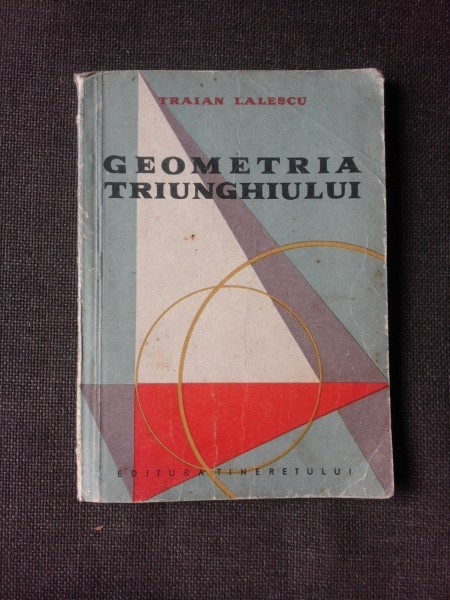 TRAIAN LALESCU
GEOMETRIA
TRIUNGHIULUI
EDITURA TINERETULUI